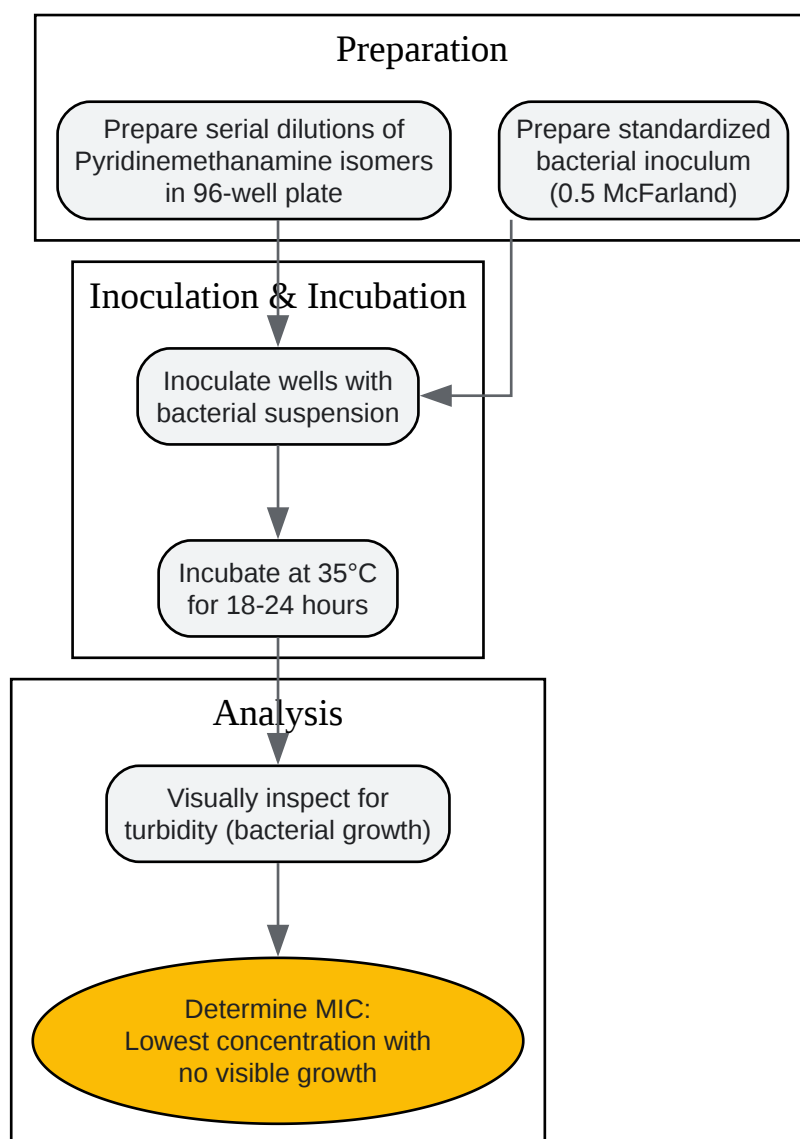 Preparation
Prepare serial dilutions of
Pyridinemethanamine isomers
in 96-well plate
Prepare standardized
bacterial inoculum
(0.5 McFarland)
Inoculation & Incubation
Inoculate wells with
bacterial suspension
Incubate at 35°C
for 18-24 hours
Analysis
Visually inspect for
turbidity (bacterial growth)
Determine MIC:
Lowest concentration with
no visible growth